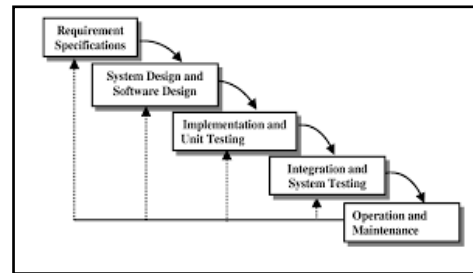 Requirement
Specifications
System Design and
Software Design
Implementation and
Unit Testing
Integration and
System Testing
Operation and
Maintenance